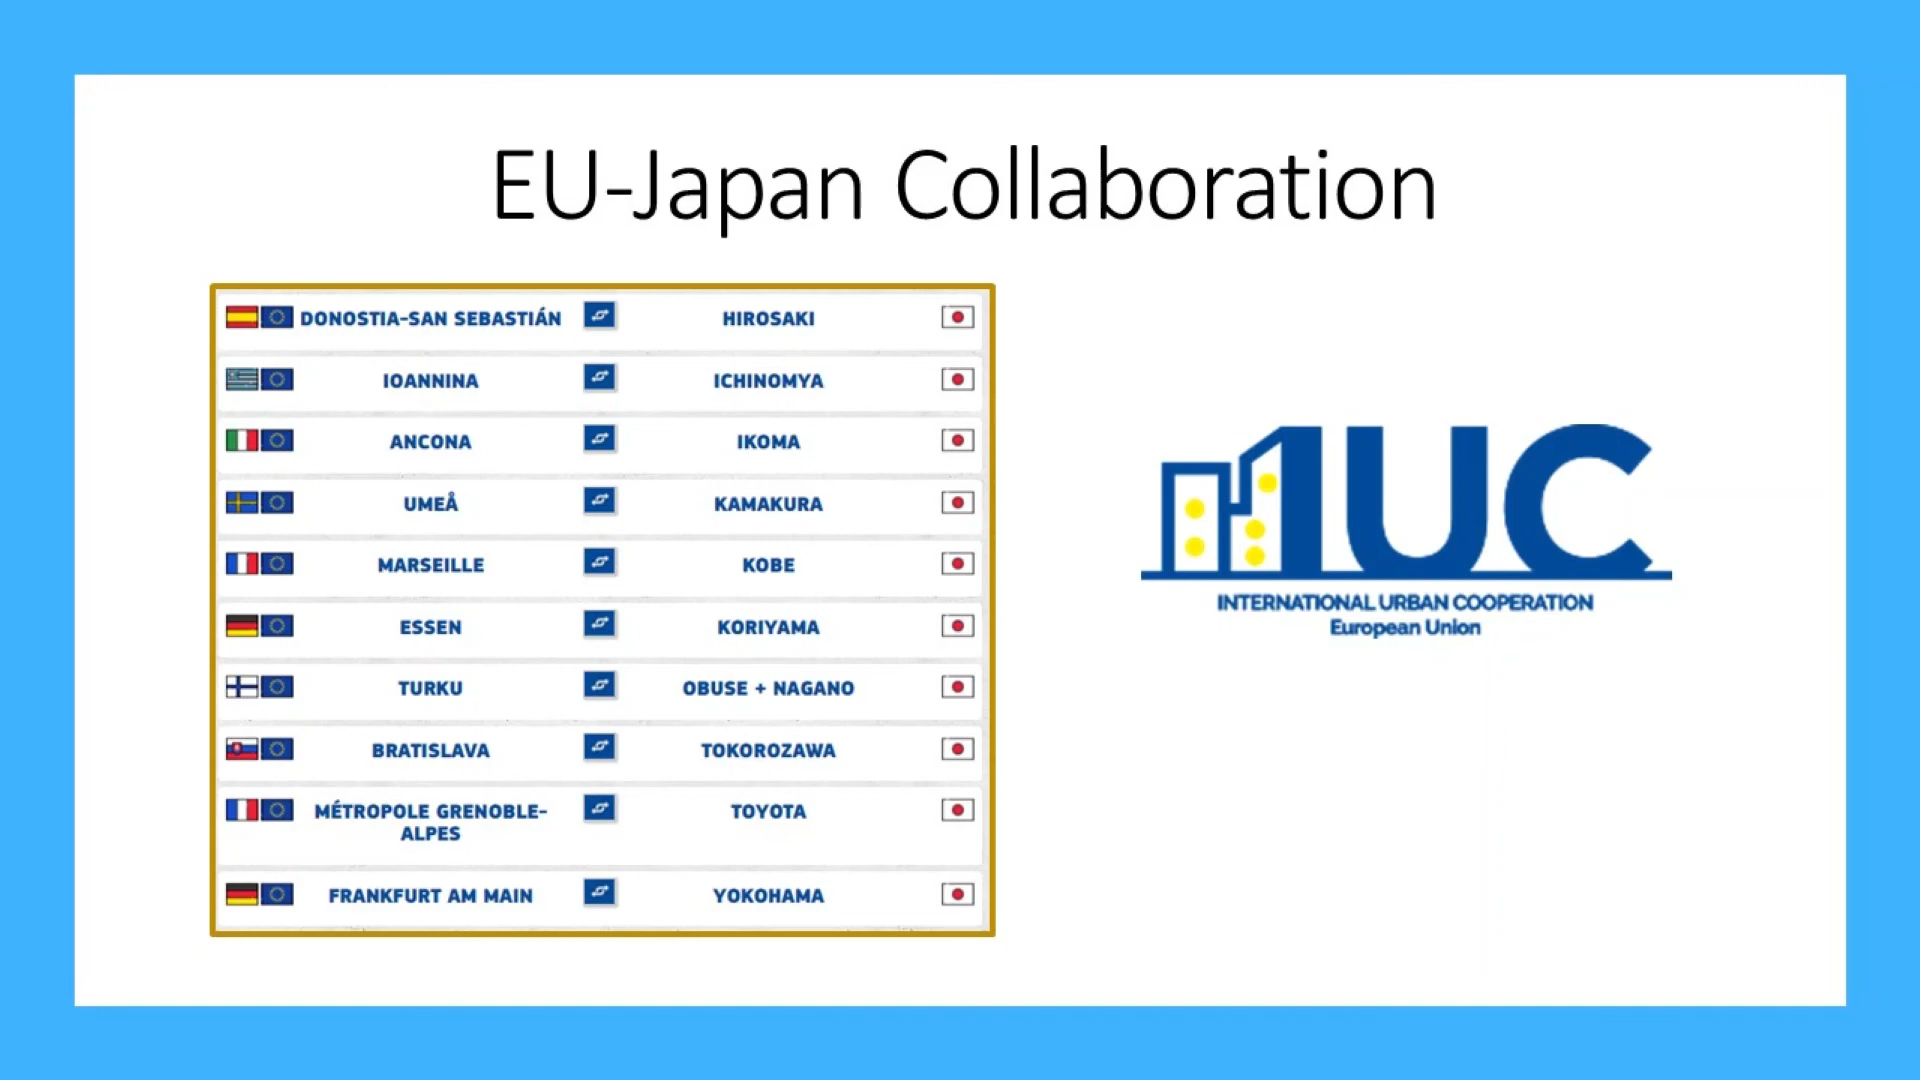 EU-Japan Collaboration
DONOSTIA-SAN SEBASTIÁN HIROSAKI
IOANNINA ICHINOMYA
ANCONA IKOMA
UMEÅ KAMAKURA
MARSEILLE KOBE
ESSEN KORIYAMA
TURKU OBUSE + NAGANO
BRATISLAVA TOKOROZAWA
MÉTROPOLE GRENOBLE- TOYOTA
ALPES
FRANKFURT AM MAIN YOKOHAMA
IUC
INTERNATIONAL URBAN COOPERATION
European Union